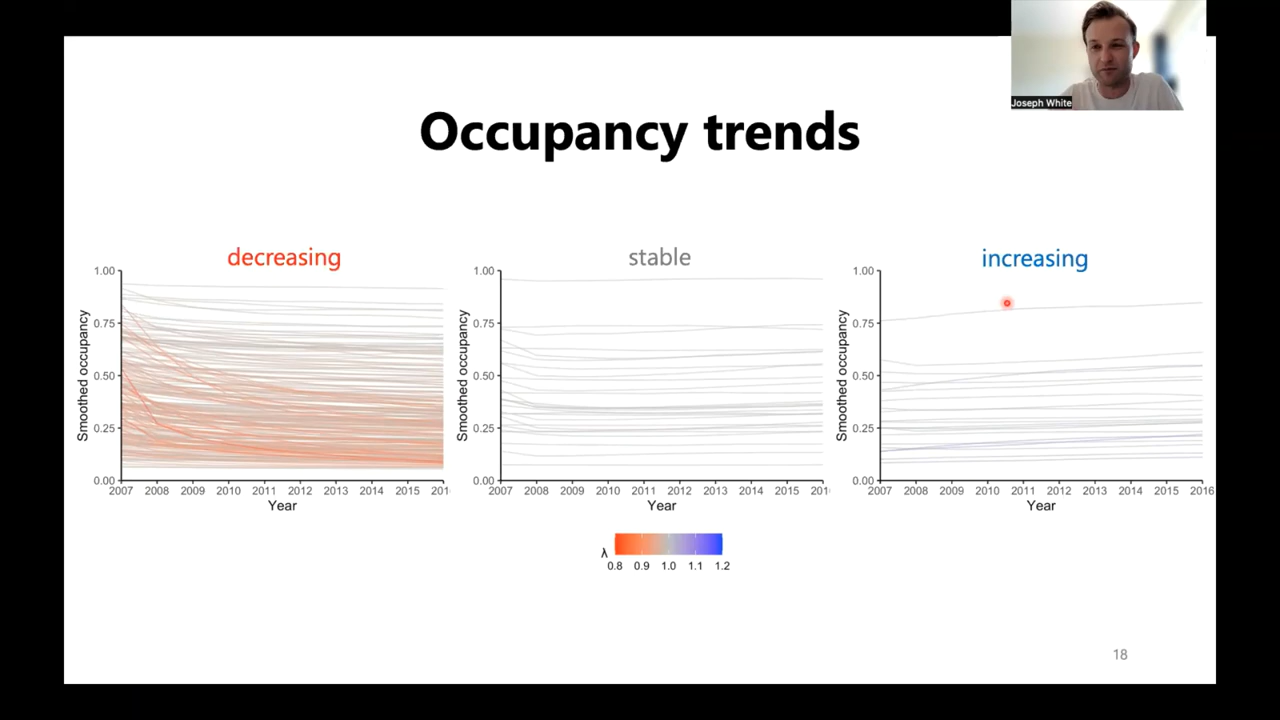 Joseph White
Occupancy trends
decreasing
stable
increasing
1.00
0.75
0.50
0.25
0.00
Smoothed occupancy
2007 2008 2009 2010 2011 2012 2013 2014 2015 201
Year
1.00
0.75
0.50
0.25
0.00
Smoothed occupancy
2007 2008 2009 2010 2011 2012 2013 2014 2015 201
Year
1.00
0.75
0.50
0.25
0.00
Smoothed occupancy
2007 2008 2009 2010 2011 2012 2013 2014 2015 2016
Year
λ
0.8 0.9 1.0 1.1 1.2
18